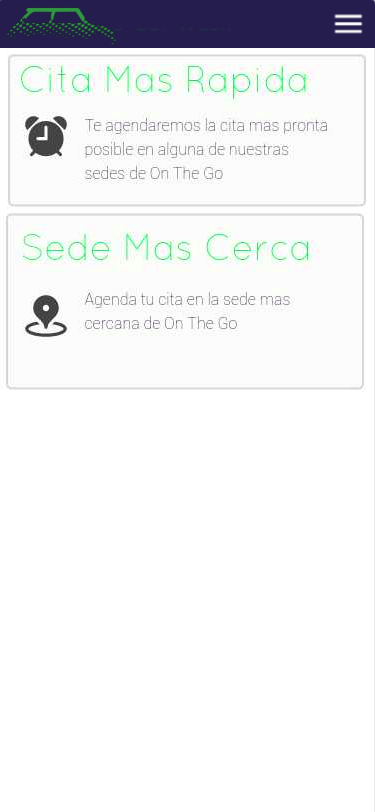 Cita Mas Rapida
Te agendaremos la cita mas pronta
posible en alguna de nuestras
sedes de On The Go
Sede Mas Cerca
Agenda tu cita en la sede mas
cercana de On The Go